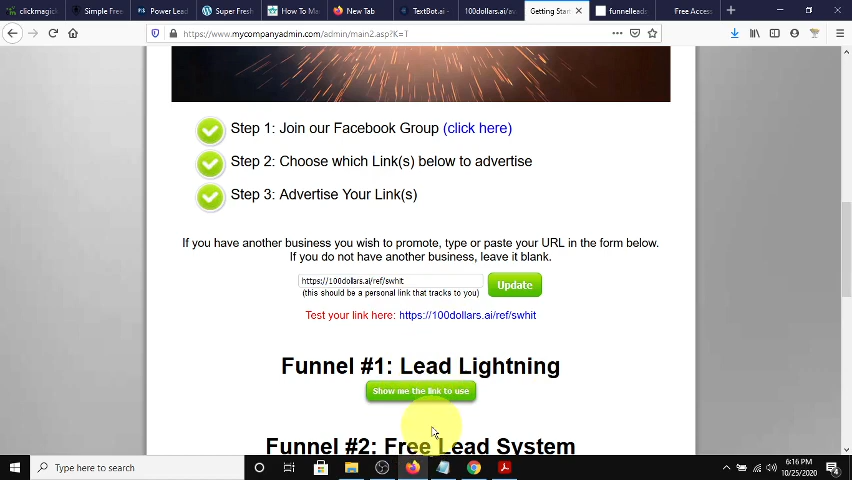 clickmagick
Simple Free
Power Lead
Super Fresh
How To Ma
New Tab
TextBot.ai -
100dollars.ai/av
Getting Star
funnelleads
Free Access
https://www.mycompanyadmin.com/admin/main2.asp?K=1
Step 1: Join our Facebook Group (click here)
Step 2: Choose which Link(s) below to advertise
Step 3: Advertise Your Link(s)
If you have another business you wish to promote, type or paste your URL in the form below.
If you do not have another business, leave it blank.
https://100dollars.ai/ref/swhit
Update
(this should be a personal link that tracks to you)
Test your link here: https://100dollars.ai/ref/swhit
Funnel #1: Lead Lightning
Show me the link to use
Funnel #2: Free Lead System
Type here to search
6:16 PM
10/25/2020
4